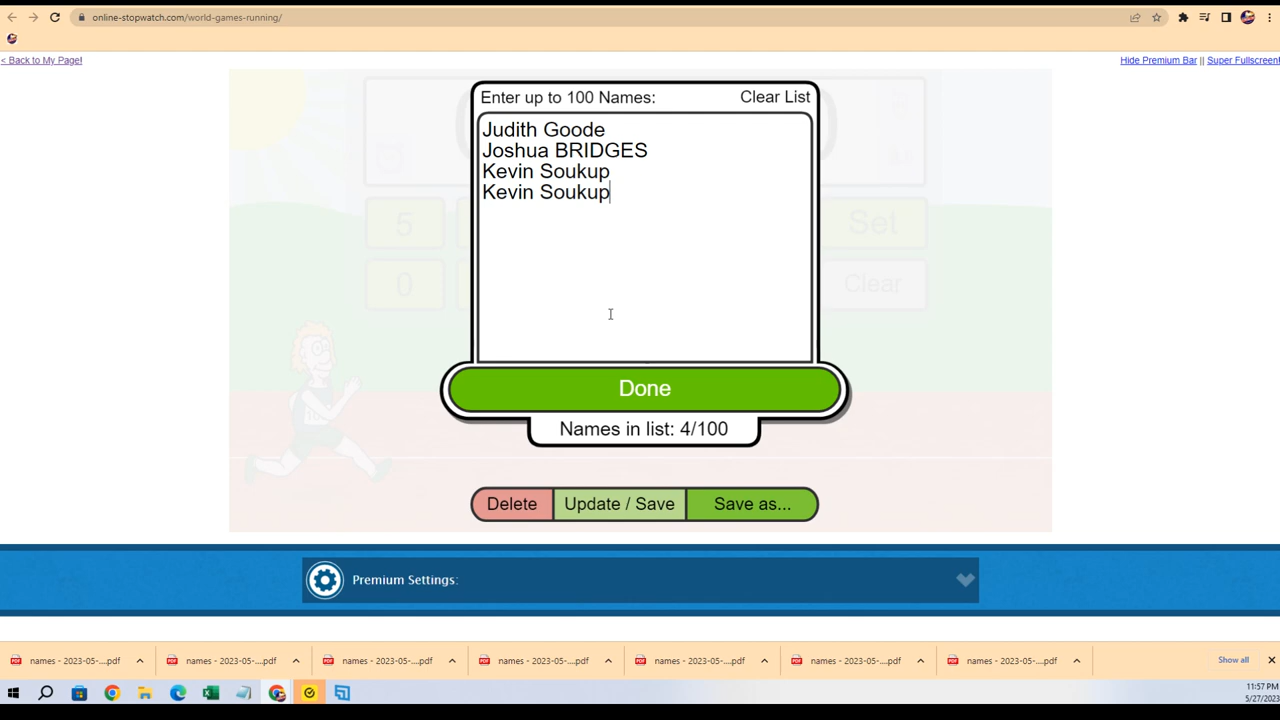 online-stopwatch.com/world-games-running/
< Back to My Page!
Hide Premium Bar || Super Fullscreen!
Enter up to 100 Names:
Clear List
Judith Goode
Joshua BRIDGES
Kevin Soukup
Kevin Soukup
5
Set
0
Clear
Done
Names in list: 4/100
Delete
Update / Save
Save as...
Premium Settings:
names - 2023-05-....pdf
names - 2023-05-....pdf
names - 2023-05-....pdf
names - 2023-05-....pdf
names - 2023-05-....pdf
names - 2023-05-....pdf
names - 2023-05-....pdf
Show all
11:57 PM
5/27/2023